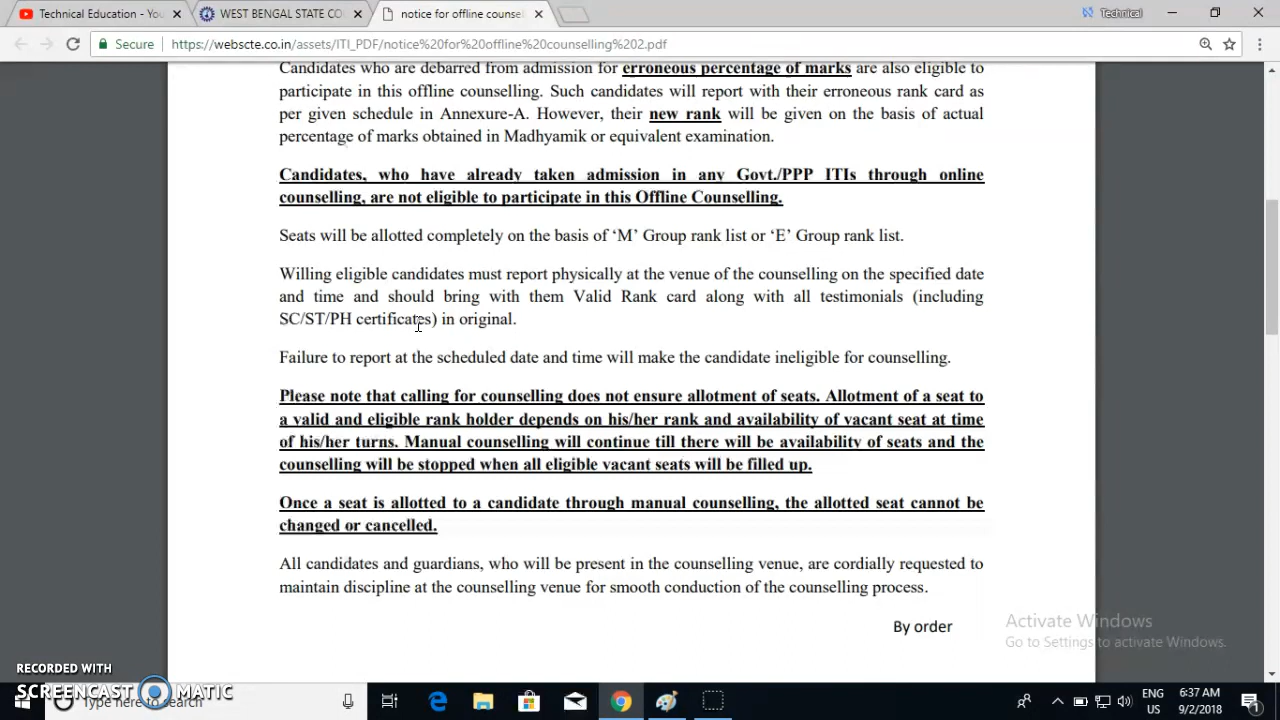 Technical Education - You
WEST BENGAL STATE CO
notice for offline counsel
Technical
Secure
https://webscte.co.in/assets/ITI_PDF/notice%20for%20offline%20counselling%202.pdf
Candidates who are debarred from admission for erroneous percentage of marks are also eligible to
participate in this offline counselling. Such candidates will report with their erroneous rank card as
per given schedule in Annexure-A. However, their new rank will be given on the basis of actual
percentage of marks obtained in Madhyamik or equivalent examination.
Candidates, who have already taken admission in any Govt./PPP ITIs through online
counselling, are not eligible to participate in this Offline Counselling.
Seats will be allotted completely on the basis of ‘M’ Group rank list or ‘E’ Group rank list.
Willing eligible candidates must report physically at the venue of the counselling on the specified date
and time and should bring with them Valid Rank card along with all testimonials (including
SC/ST/PH certificates) in original.
Failure to report at the scheduled date and time will make the candidate ineligible for counselling.
Please note that calling for counselling does not ensure allotment of seats. Allotment of a seat to
a valid and eligible rank holder depends on his/her rank and availability of vacant seat at time
of his/her turns. Manual counselling will continue till there will be availability of seats and the
counselling will be stopped when all eligible vacant seats will be filled up.
Once a seat is allotted to a candidate through manual counselling, the allotted seat cannot be
changed or cancelled.
All candidates and guardians, who will be present in the counselling venue, are cordially requested to
maintain discipline at the counselling venue for smooth conduction of the counselling process.
By order
Activate Windows
Go to Settings to activate Windows.
RECORDED WITH
SCREENCAST MATIC
Type here to search
ENG
US
6:37 AM
9/2/2018
1